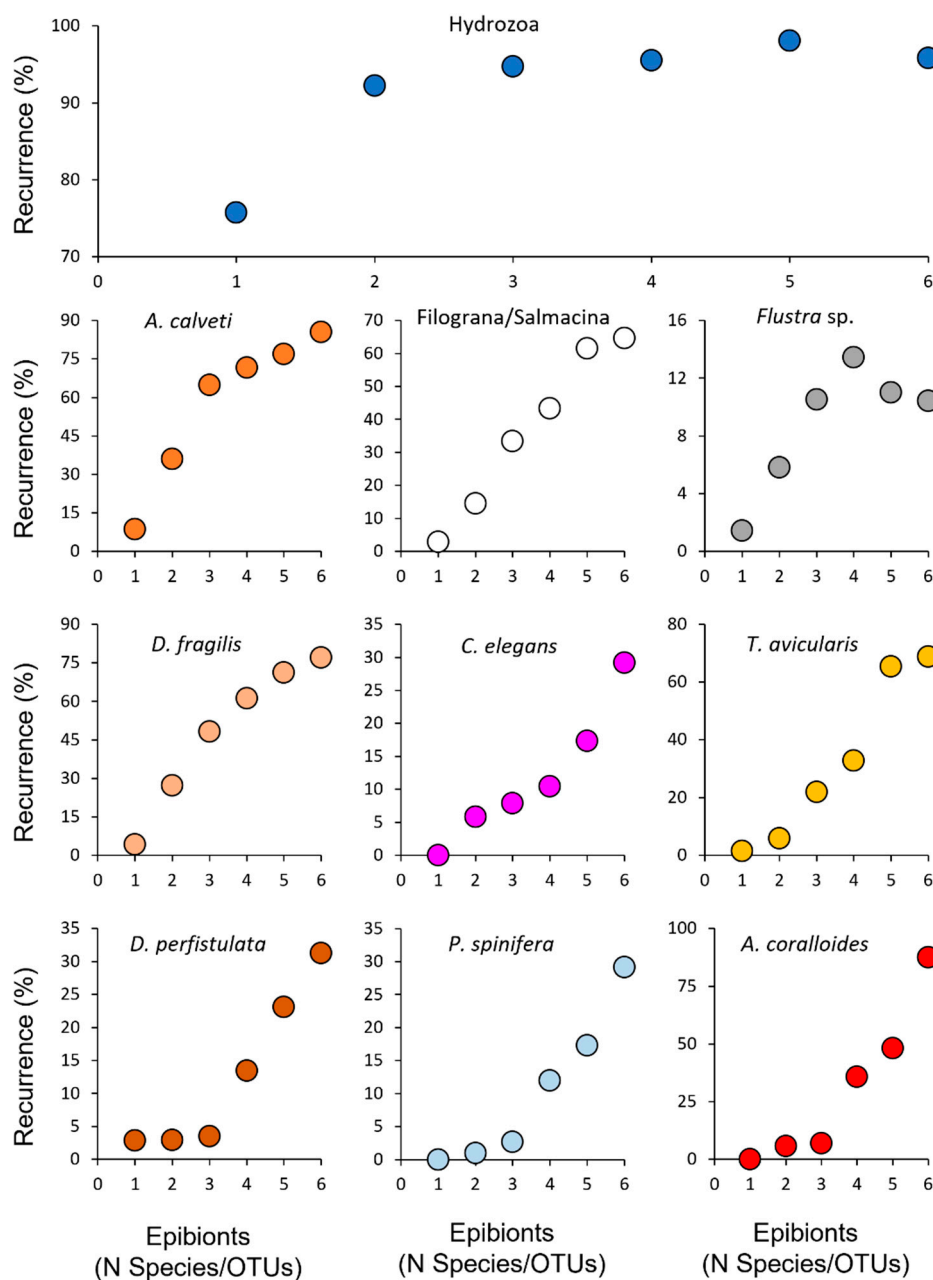 Hydrozoa
Recurrence (%)
100
90
80
70
0 1 2 3 4 5 6
A. calveti
Filograna/Salmacina
Flustra sp.
Recurrence (%)
90
75
60
45
30
15
0
0 1 2 3 4 5 6
70
60
50
40
30
20
10
0
0 1 2 3 4 5 6
16
12
8
4
0
0 1 2 3 4 5 6
D. fragilis
C. elegans
T. avicularis
Recurrence (%)
90
75
60
45
30
15
0
0 1 2 3 4 5 6
35
30
25
20
15
10
5
0
0 1 2 3 4 5 6
80
60
40
20
0
0 1 2 3 4 5 6
D. perfistulata
P. spinifera
A. coralloides
Recurrence (%)
35
30
25
20
15
10
5
0
0 1 2 3 4 5 6
35
30
25
20
15
10
5
0
0 1 2 3 4 5 6
100
75
50
25
0
0 1 2 3 4 5 6
Epibionts
(N Species/OTUs)
Epibionts
(N Species/OTUs)
Epibionts
(N Species/OTUs)